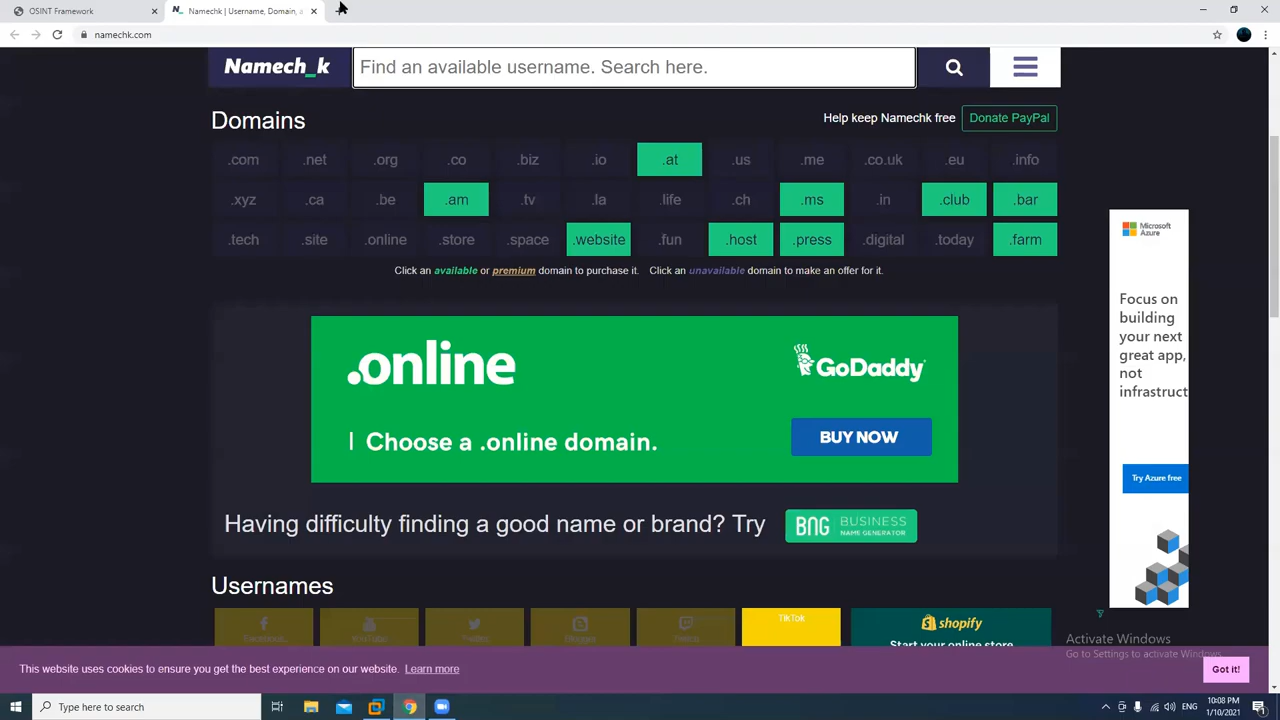 OSINT Framework
Namechk | Username, Domain, a
namechk.com
Namech_k
Find an available username. Search here.
Domains
Help keep Namechk free
Donate PayPal
.com .net .org .co .biz .io .at .us .me .co.uk .eu .info
.xyz .ca .be .am .tv .la .life .ch .ms .in .club .bar
.tech .site .online .store .space .website .fun .host .press .digital .today .farm
Click an available or premium domain to purchase it. Click an unavailable domain to make an offer for it.
.online
GoDaddy
Choose a .online domain.
BUY NOW
Having difficulty finding a good name or brand? Try
BNG BUSINESS
NAME GENERATOR
Microsoft
Azure
Focus on
building
your next
great app,
not
infrastruct
Try Azure free
Usernames
Facebook
YouTube
Twitter
Blogger
Twitch
TikTok
shopify
Start your online store
Activate Windows
Go to Settings to activate Windows.
This website uses cookies to ensure you get the best experience on our website. Learn more
Got it!
Type here to search
ENG
10:08 PM
1/10/2021